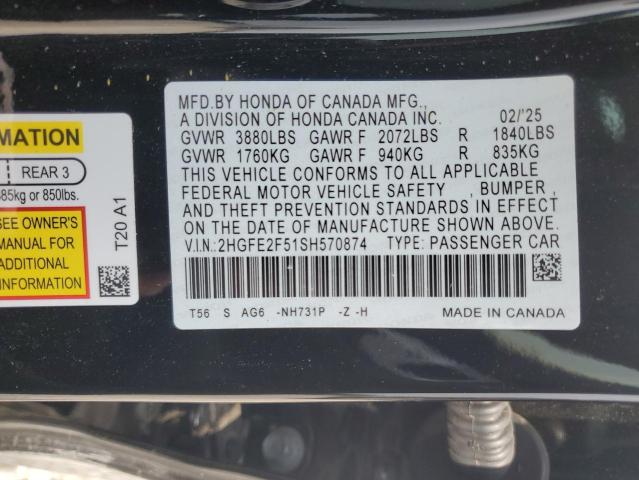 MFD.BY HONDA OF CANADA MFG.,
A DIVISION OF HONDA CANADA INC. 02/'25
GVWR 3880LBS GAWR F 2072LBS R 1840LBS
GVWR 1760KG GAWR F 940KG R 835KG
THIS VEHICLE CONFORMS TO ALL APPLICABLE
FEDERAL MOTOR VEHICLE SAFETY , BUMPER ,
AND THEFT PREVENTION STANDARDS IN EFFECT
ON THE DATE OF MANUFACTURE SHOWN ABOVE.
V.I.N.:2HGFE2F51SH570874 TYPE: PASSENGER CAR
T56 S AG6 -NH731P -Z -H MADE IN CANADA
REAR 3
385kg or 850lbs.
SEE OWNER'S
MANUAL FOR
ADDITIONAL
INFORMATION.
T20 A1